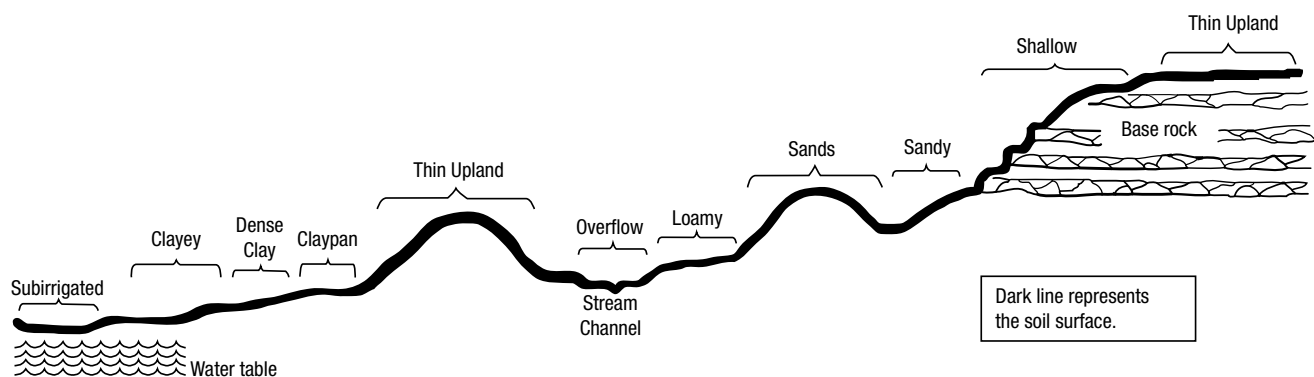 Subirrigated
Clayey
Dense
Clay
Claypan
Thin Upland
Overflow
Loamy
Sands
Sandy
Shallow
Thin Upland
Base rock
Stream
Channel
Water table
Dark line represents
the soil surface.